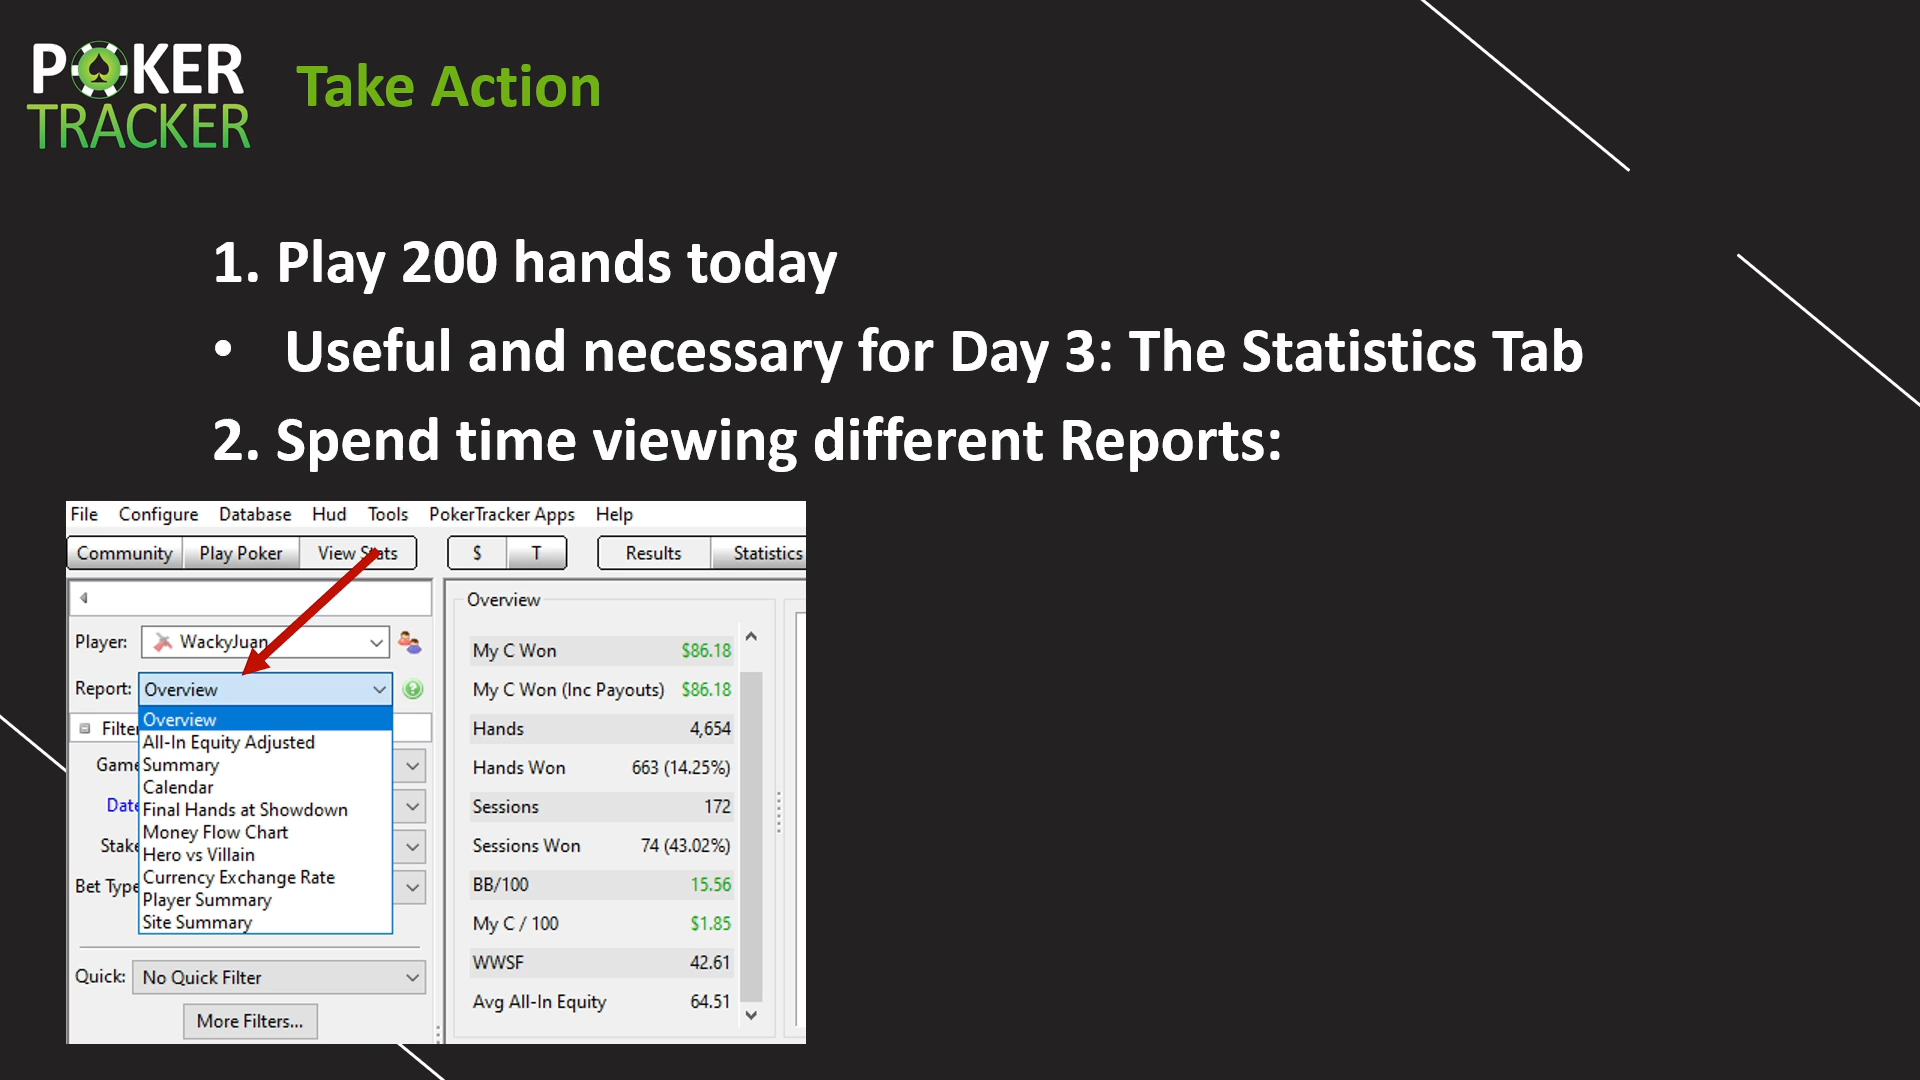 POKER
TRACKER
Take Action
1. Play 200 hands today
• Useful and necessary for Day 3: The Statistics Tab
2. Spend time viewing different Reports:
File Configure Database Hud Tools PokerTracker Apps Help
Community Play Poker View Stats $ T Results Statistics
Player: WackyJuan
Report: Overview
Overview
All-In Equity Adjusted
Summary
Calendar
Final Hands at Showdown
Money Flow Chart
Hero vs Villain
Currency Exchange Rate
Player Summary
Site Summary
Filte
Game
Date
Stake
Bet Type
Quick: No Quick Filter
More Filters...
Overview
My C Won $86.18
My C Won (Inc Payouts) $86.18
Hands 4,654
Hands Won 663 (14.25%)
Sessions 172
Sessions Won 74 (43.02%)
BB/100 15.56
My C / 100 $1.85
WWSF 42.61
Avg All-In Equity 64.51